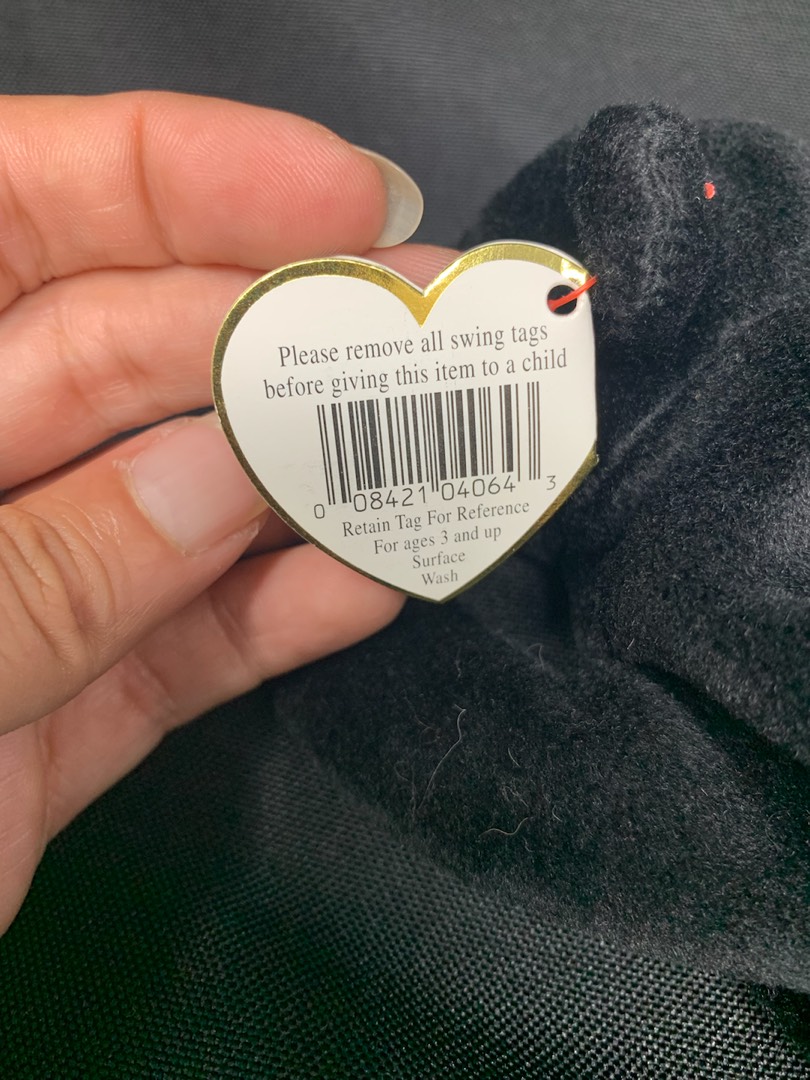 Please remove all swing tags
before giving this item to a child
0 08421 04064 3
Retain Tag For Reference
For ages 3 and up
Surface
Wash